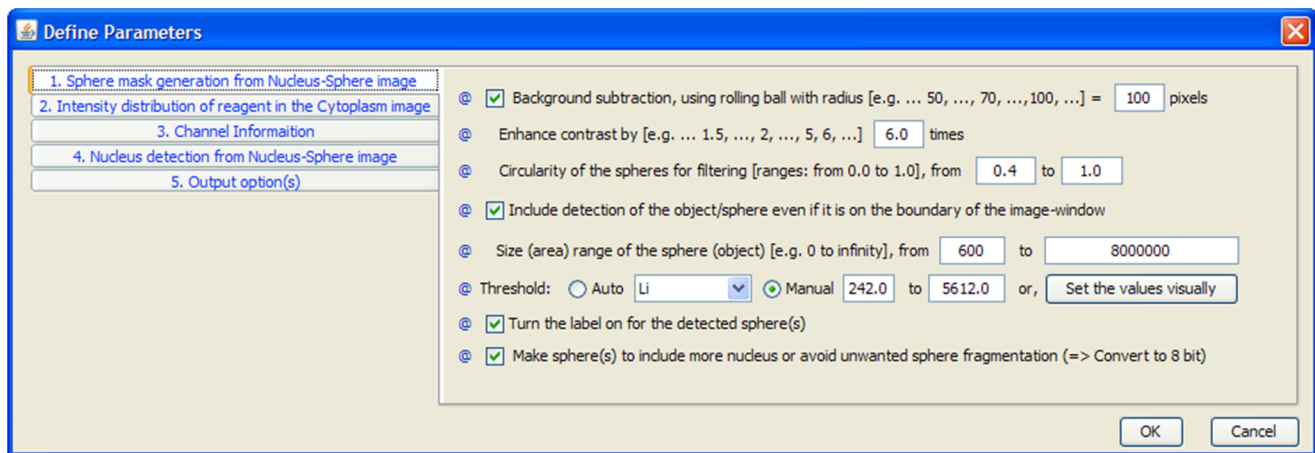 Define Parameters
1. Sphere mask generation from Nucleus-Sphere image
2. Intensity distribution of reagent in the Cytoplasm image
3. Channel Informaition
4. Nucleus detection from Nucleus-Sphere image
5. Output option(s)
@ Background subtraction, using rolling ball with radius [e.g. ... 50, ..., 70, ...,100, ...] = 100 pixels
@ Enhance contrast by [e.g. ... 1.5, ..., 2, ..., 5, 6, ...] 6.0 times
@ Circularity of the spheres for filtering [ranges: from 0.0 to 1.0], from 0.4 to 1.0
@ Include detection of the object/sphere even if it is on the boundary of the image-window
@ Size (area) range of the sphere (object) [e.g. 0 to infinity], from 600 to 8000000
@ Threshold: Auto Li Manual 242.0 to 5612.0 or, Set the values visually
@ Turn the label on for the detected sphere(s)
@ Make sphere(s) to include more nucleus or avoid unwanted sphere fragmentation (=> Convert to 8 bit)
OK Cancel